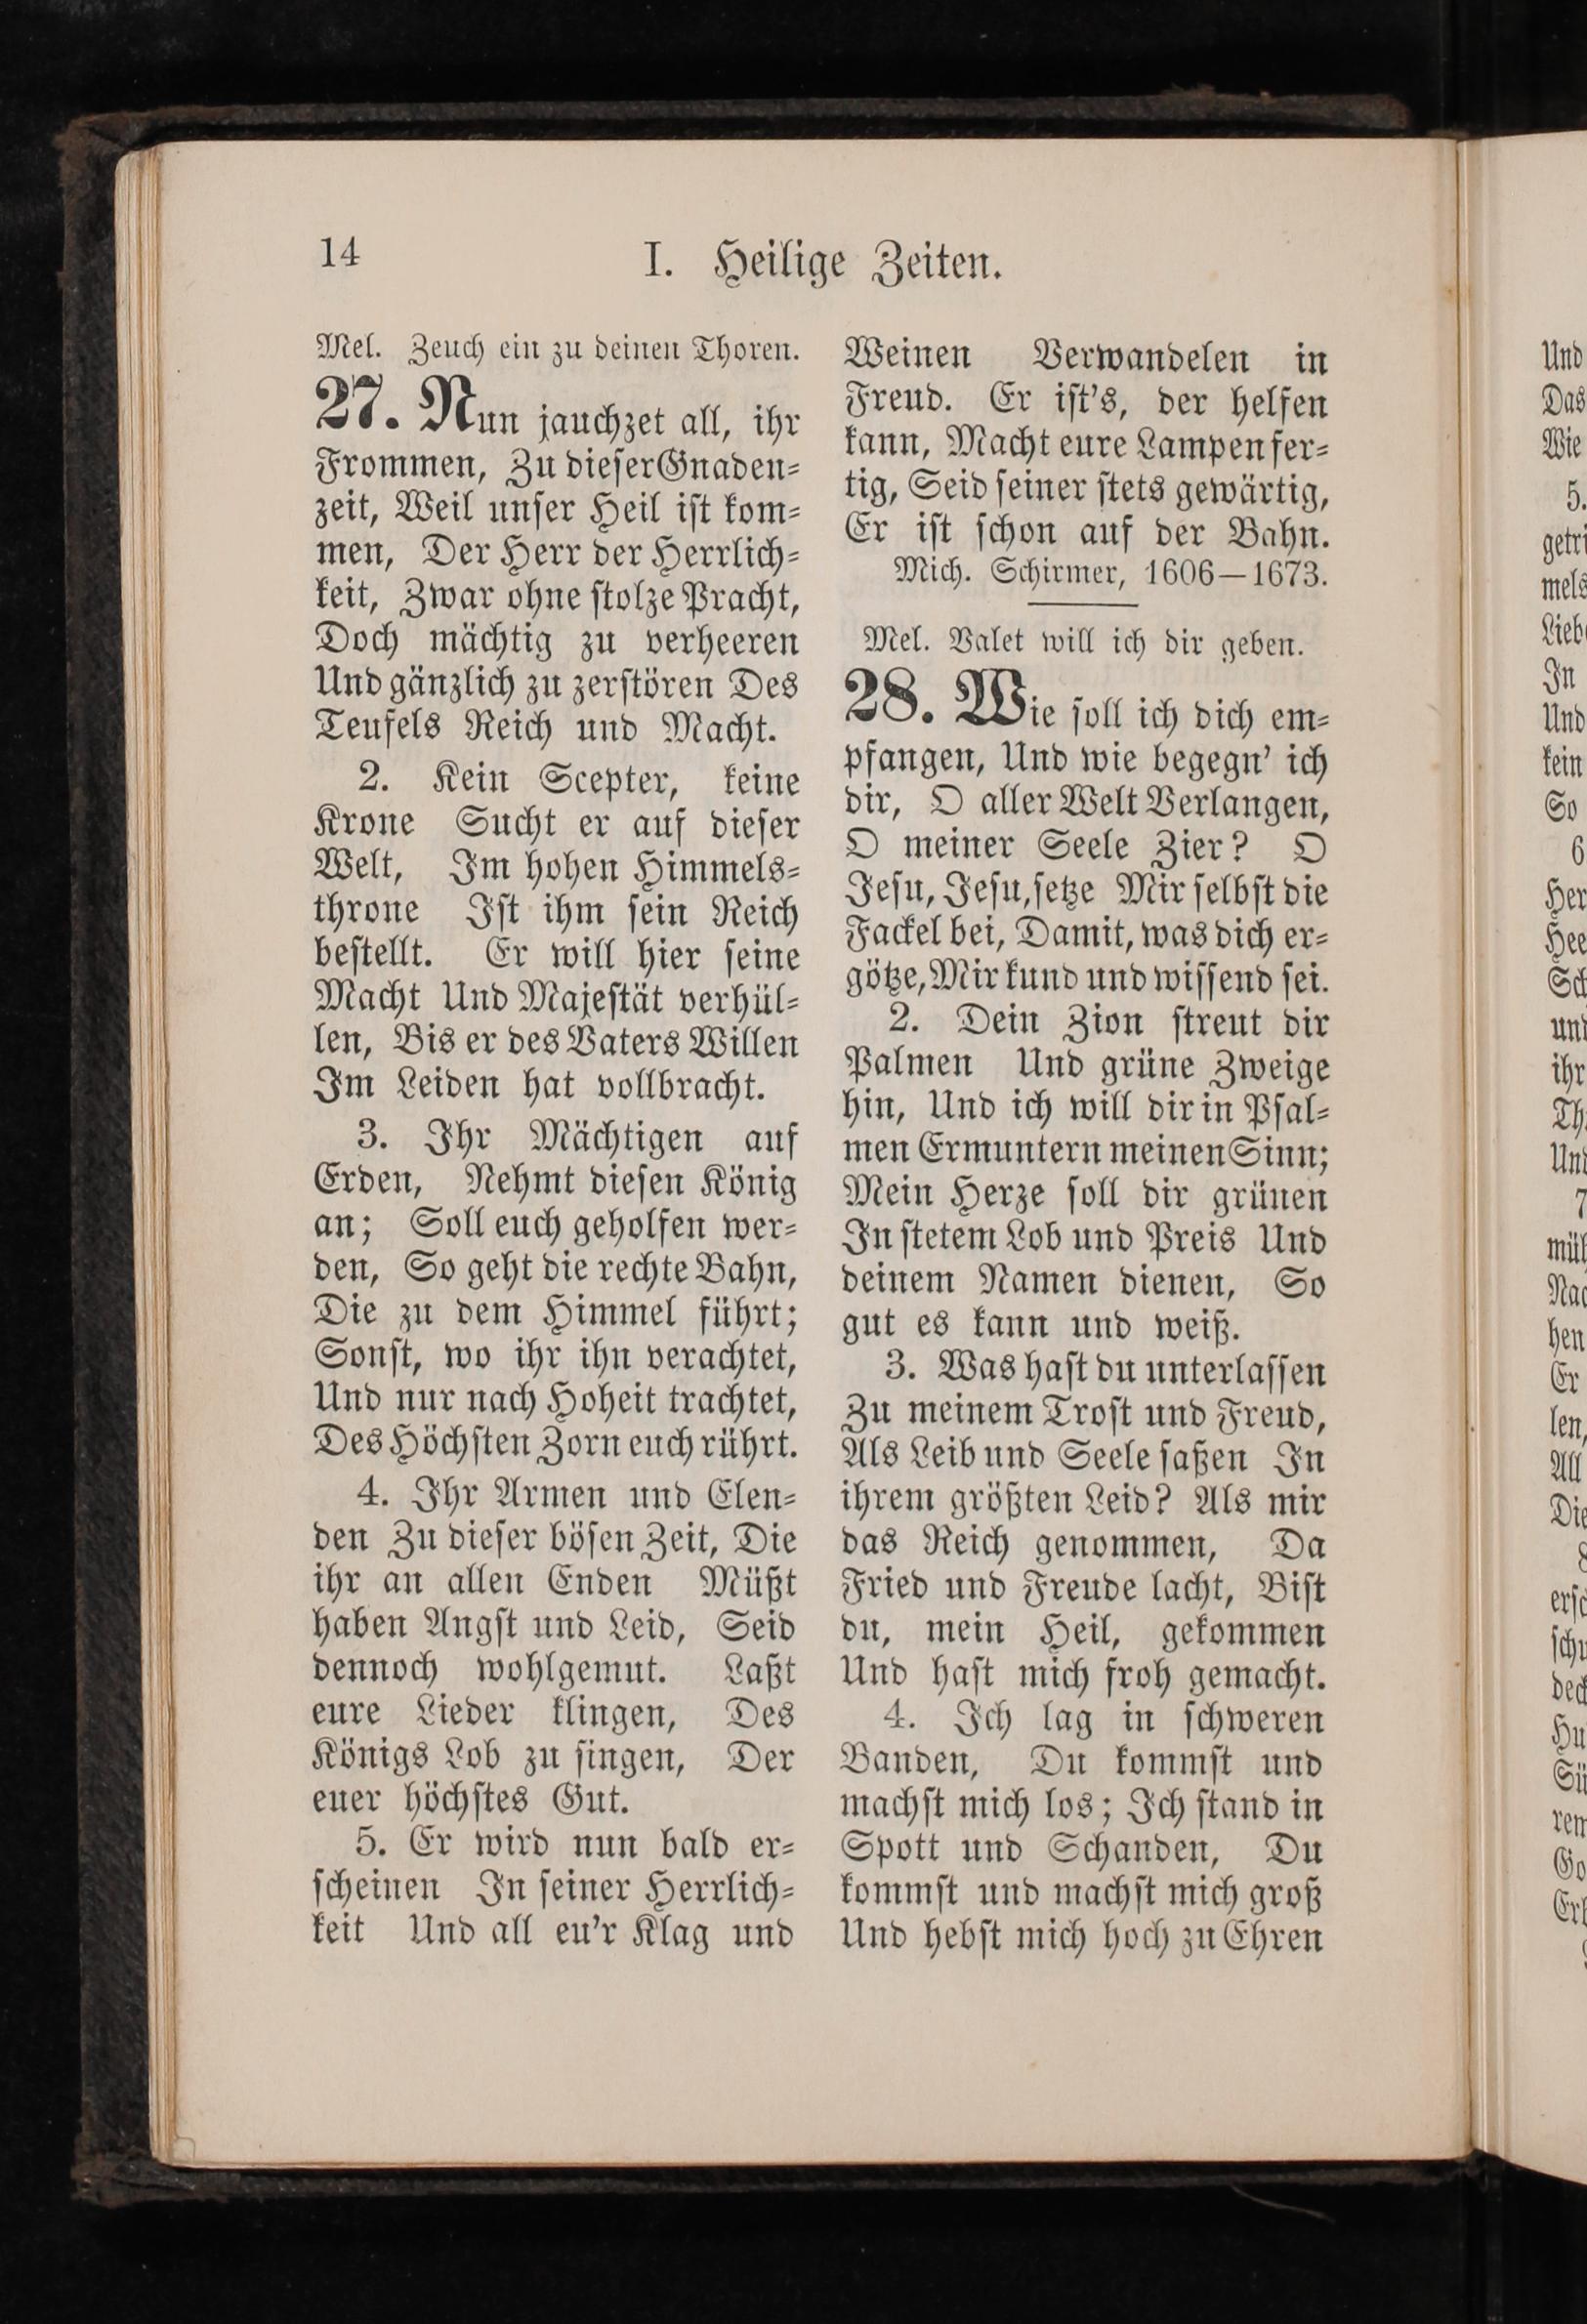 14
I. Heilige Zeiten.
Mel. Zeuch ein zu deinen Thoren.
27. Nun jauchzet all, ihr
Frommen, Zu dieser Gnaden-
zeit, Weil unser Heil ist kom-
men, Der Herr der Herrlich-
keit, Zwar ohne stolze Pracht,
Doch mächtig zu verheeren
Und gänzlich zu zerstören Des
Teufels Reich und Macht.
2. Kein Scepter, keine
Krone Sucht er auf dieser
Welt, Im hohen Himmels-
throne Ist ihm sein Reich
bestellt. Er will hier seine
Macht Und Majestät verhül-
len, Bis er des Vaters Willen
Im Leiden hat vollbracht.
3. Ihr Mächtigen auf
Erden, Nehmt diesen König
an; Soll euch geholfen wer-
den, So geht die rechte Bahn,
Die zu dem Himmel führt;
Sonst, wo ihr ihn verachtet,
Und nur nach Hoheit trachtet,
Des Höchsten Zorn euch rührt.
4. Ihr Armen und Elen-
den Zu dieser bösen Zeit, Die
ihr an allen Enden Müßt
haben Angst und Leid, Seid
dennoch wohlgemut. Laßt
eure Lieder klingen, Des
Königs Lob zu singen, Der
euer höchstes Gut.
5. Er wird nun bald er-
scheinen In seiner Herrlich-
keit Und all eu'r Klag und
Weinen Verwandelen in
Freud. Er ist's, der helfen
kann, Macht eure Lampen fer-
tig, Seid seiner stets gewärtig,
Er ist schon auf der Bahn.
Mich. Schirmer, 1606—1673.
Mel. Valet will ich dir geben.
28. Wie soll ich dich em-
pfangen, Und wie begegn' ich
dir, O aller Welt Verlangen,
O meiner Seele Zier? O
Jesu, Jesu, setze Mir selbst die
Fackel bei, Damit, was dich er-
götze, Mir kund und wissend sei.
2. Dein Zion streut dir
Palmen Und grüne Zweige
hin, Und ich will dir in Psal-
men Ermuntern meinen Sinn;
Mein Herze soll dir grünen
In stetem Lob und Preis Und
deinem Namen dienen, So
gut es kann und weiß.
3. Was hast du unterlassen
Zu meinem Trost und Freud,
Als Leib und Seele saßen In
ihrem größten Leid? Als mir
das Reich genommen, Da
Fried und Freude lacht, Bist
du, mein Heil, gekommen
Und hast mich froh gemacht.
4. Ich lag in schweren
Banden, Du kommst und
machst mich los; Ich stand in
Spott und Schanden, Du
kommst und machst mich groß
Und hebst mich hoch zu Ehren